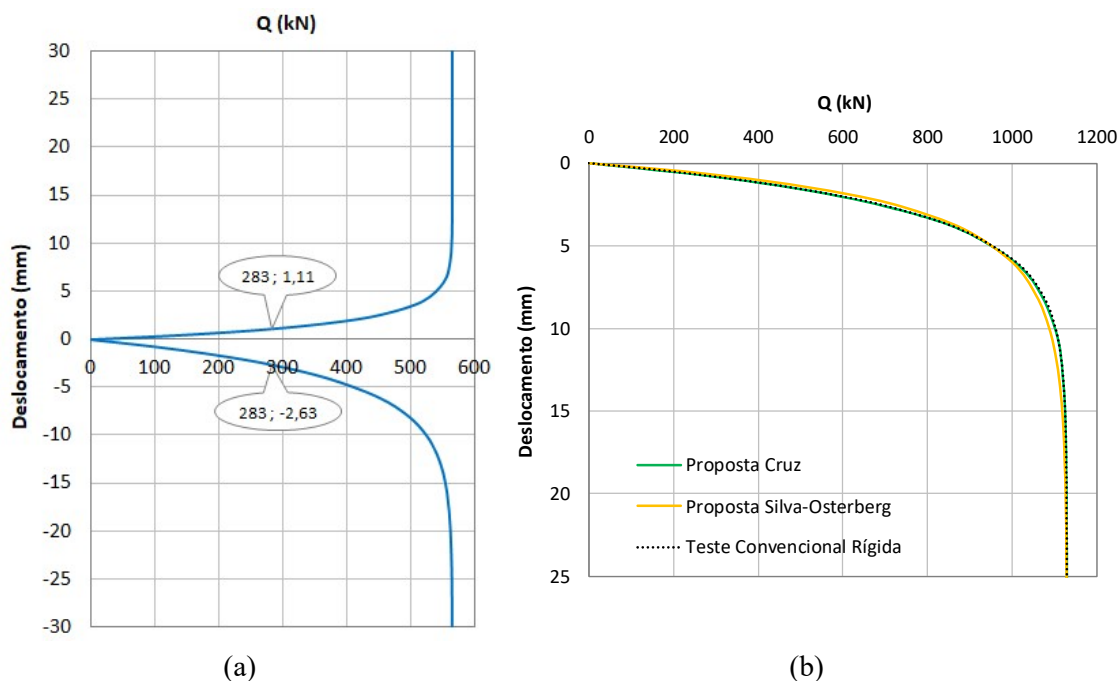 Q (kN)
30
25
20
15
10
5
0
-5
-10
-15
-20
-25
-30
0 100 200 300 400 500 600
Deslocamento (mm)
283 ; 1,11
283 ; -2,63
(a)
Q (kN)
0 200 400 600 800 1000 1200
0
5
10
15
20
25
Deslocamento (mm)
Proposta Cruz
Proposta Silva-Osterberg
Teste Convencional Rígida
(b)